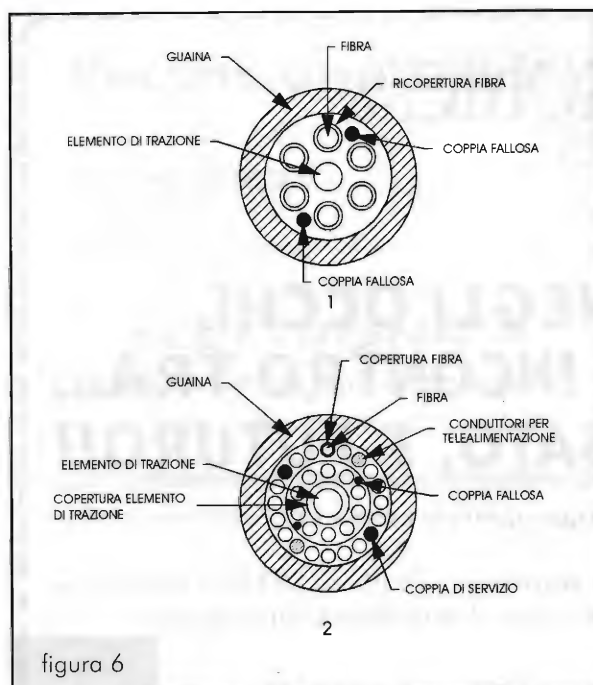 FIBRA
GUAINA
RICOPERTURA FIBRA
ELEMENTO DI TRAZIONE
COPPIA FALLOSA
COPPIA FALLOSA
1
COPERTURA FIBRA
GUAINA
FIBRA
CONDUTTORI PER
TELEALIMENTAZIONE
ELEMENTO DI TRAZIONE
COPERTURA ELEMENTO
DI TRAZIONE
COPPIA FALLOSA
COPPIA DI SERVIZIO
2
figura 6